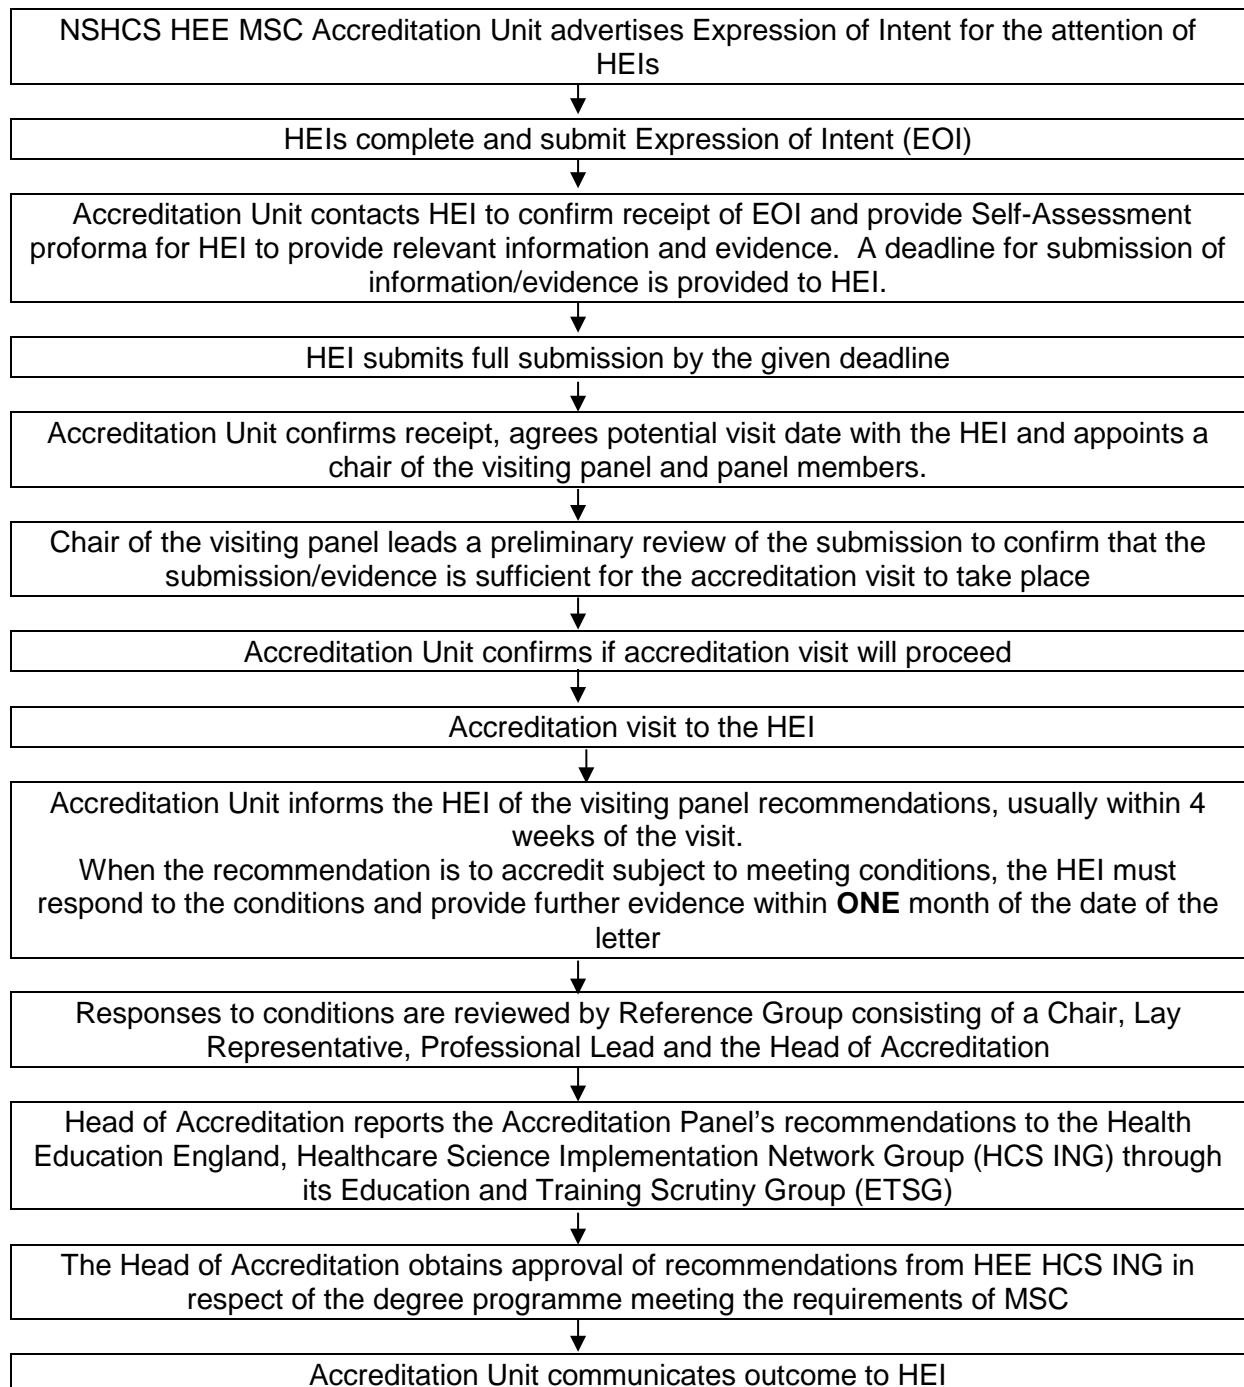 NSHCS HEE MSC Accreditation Unit advertises Expression of Intent for the attention of
HEIs
HEIs complete and submit Expression of Intent (EOI)
Accreditation Unit contacts HEI to confirm receipt of EOI and provide Self-Assessment
proforma for HEI to provide relevant information and evidence.  A deadline for submission of
information/evidence is provided to HEI.
HEI submits full submission by the given deadline
Accreditation Unit confirms receipt, agrees potential visit date with the HEI and appoints a
chair of the visiting panel and panel members.
Chair of the visiting panel leads a preliminary review of the submission to confirm that the
submission/evidence is sufficient for the accreditation visit to take place
Accreditation Unit confirms if accreditation visit will proceed
Accreditation visit to the HEI
Accreditation Unit informs the HEI of the visiting panel recommendations, usually within 4
weeks of the visit.
When the recommendation is to accredit subject to meeting conditions, the HEI must
respond to the conditions and provide further evidence within ONE month of the date of the
letter
Responses to conditions are reviewed by Reference Group consisting of a Chair, Lay
Representative, Professional Lead and the Head of Accreditation
Head of Accreditation reports the Accreditation Panel's recommendations to the Health
Education England, Healthcare Science Implementation Network Group (HCS ING) through
its Education and Training Scrutiny Group (ETSG)
The Head of Accreditation obtains approval of recommendations from HEE HCS ING in
respect of the degree programme meeting the requirements of MSC
Accreditation Unit communicates outcome to HEI